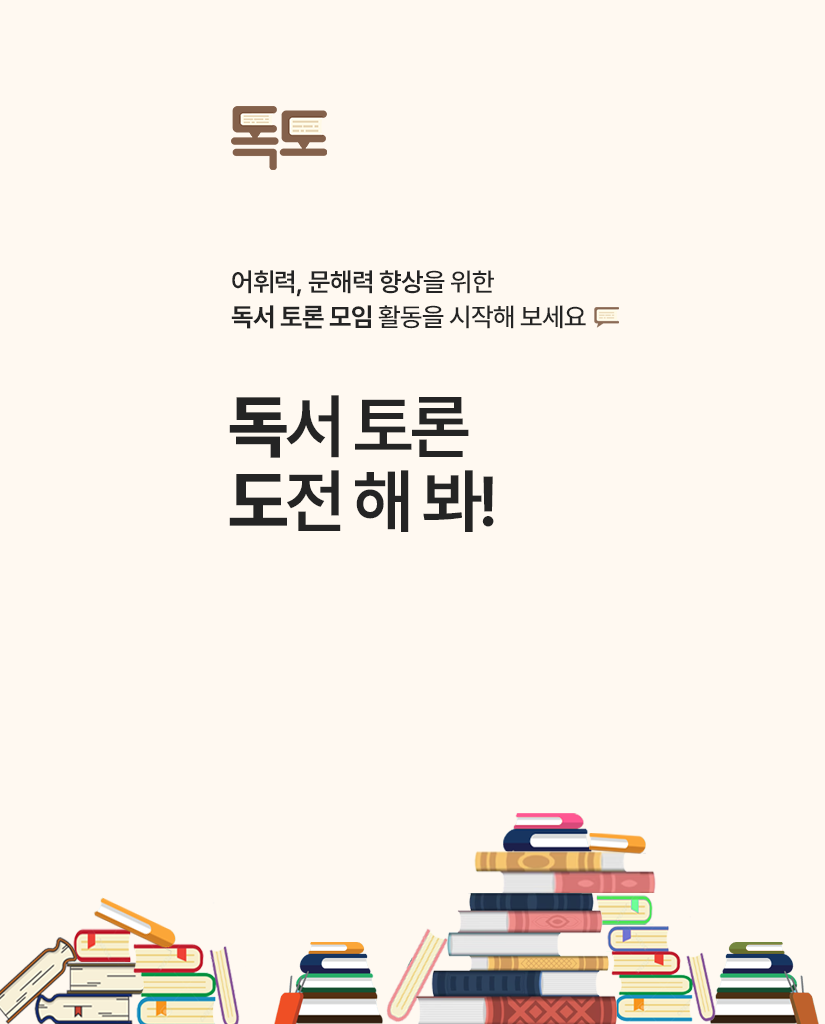 독도
어휘력, 문해력 향상을 위한
독서 토론 모임 활동을 시작해 보세요
독서 토론
도전 해 봐!